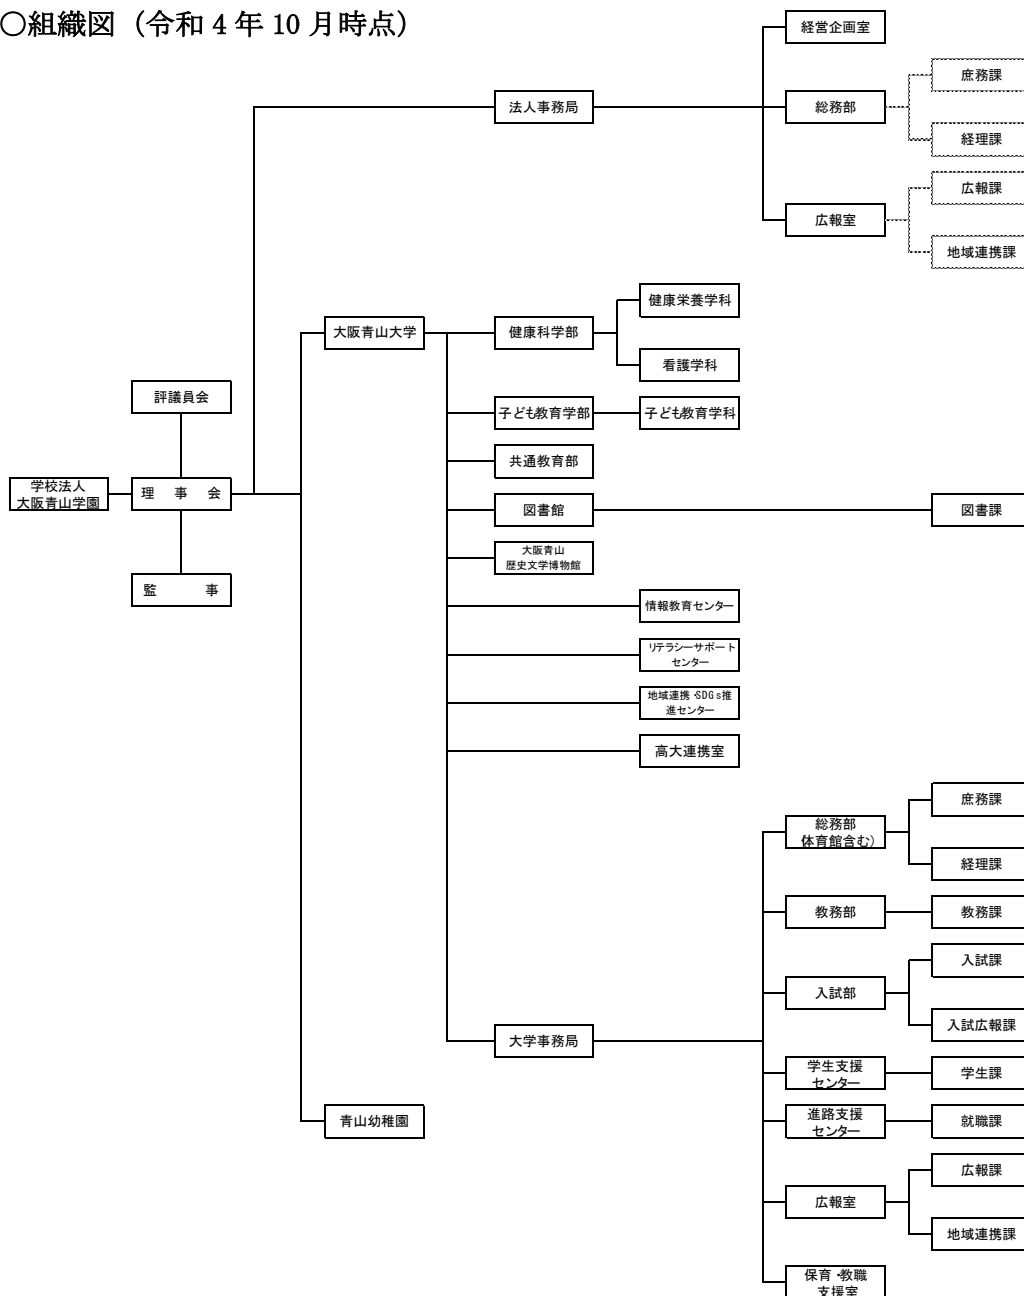 ○組織図（令和 4 年 10 月時点）
経営企画室
庶務課
法人事務局
総務部
経理課
広報課
広報室
地域連携課
健康栄養学科
大阪青山大学
健康科学部
看護学科
評議員会
子ども教育学部
子ども教育学科
共通教育部
学校法人
大阪青山学園
理 事 会
図書館
図書課
大阪青山
歴史文学博物館
監 事
情報教育センター
リテラシーサポート
センター
地域連携・SDGs推
進センター
高大連携室
庶務課
総務部
体育館含む）
経理課
教務部
教務課
入試課
入試部
入試広報課
大学事務局
学生支援
センター
学生課
青山幼稚園
進路支援
センター
就職課
広報課
広報室
地域連携課
保育・教職
支援室